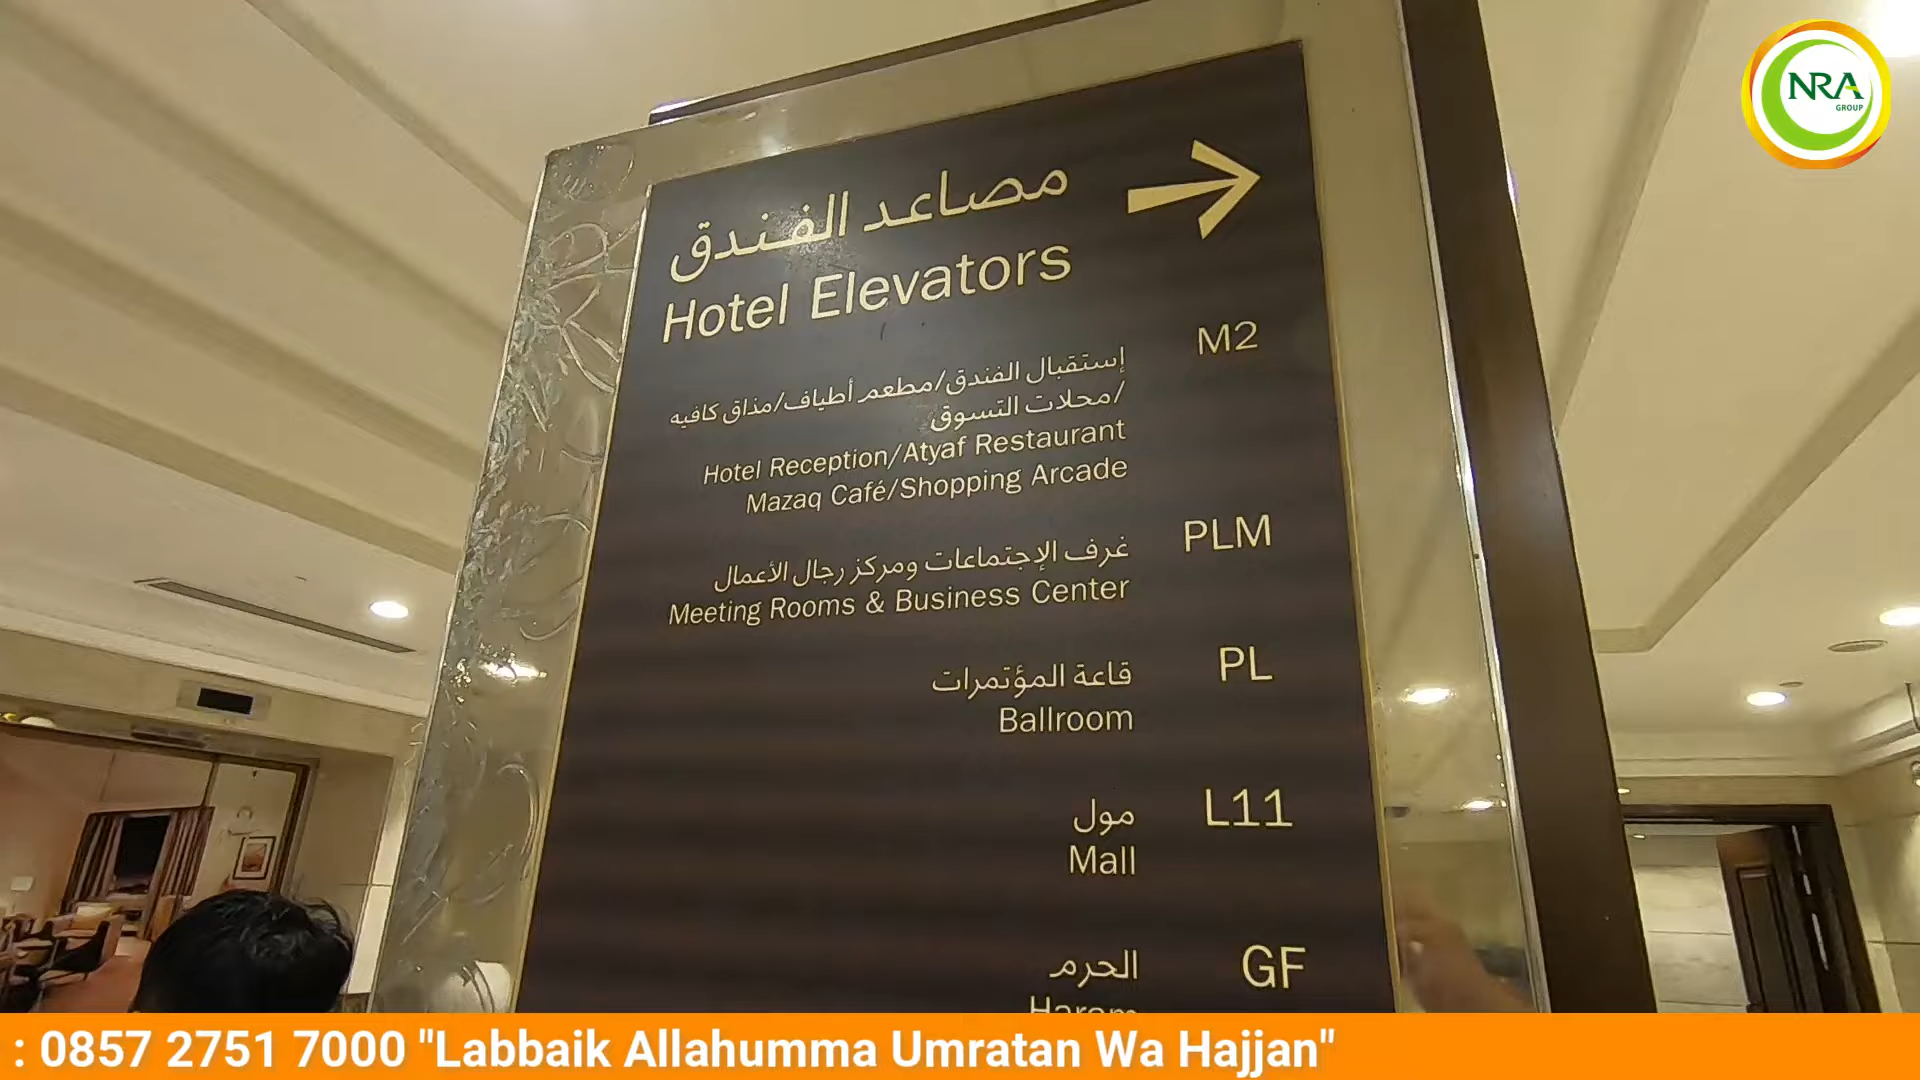 NRA
GROUP
مصاعد الفندق
Hotel Elevators
M2
إستقبال الفندق/مطعم أطياف/مذاق كافيه
/محلات التسوق
Hotel Reception/Atyaf Restaurant
Mazaq Café/Shopping Arcade
PLM
غرف الإجتماعات ومركز رجال الأعمال
Meeting Rooms & Business Center
PL
قاعة المؤتمرات
Ballroom
L11
مول
Mall
GF
الحرم
Haram
: 0857 2751 7000 "Labbaik Allahumma Umratan Wa Hajjan"